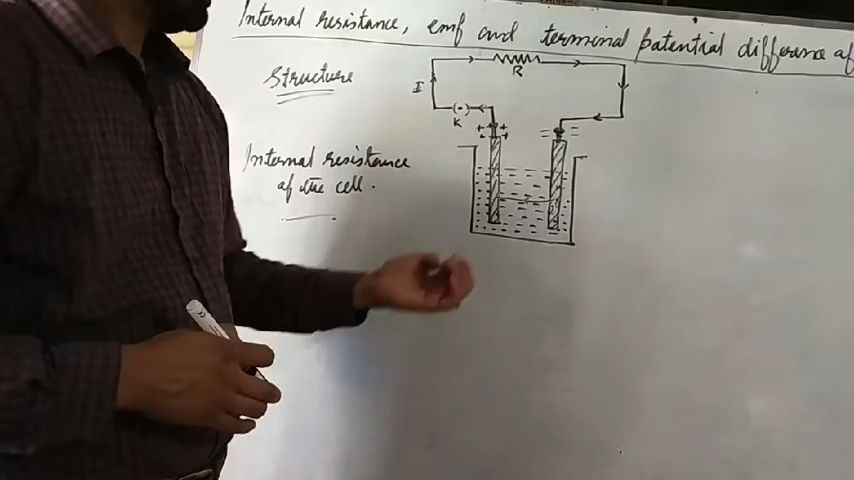 Internal resistance, emf and terminal potential difference of
Structure
R
I
K
+ +
Internal resistance
of the cell.